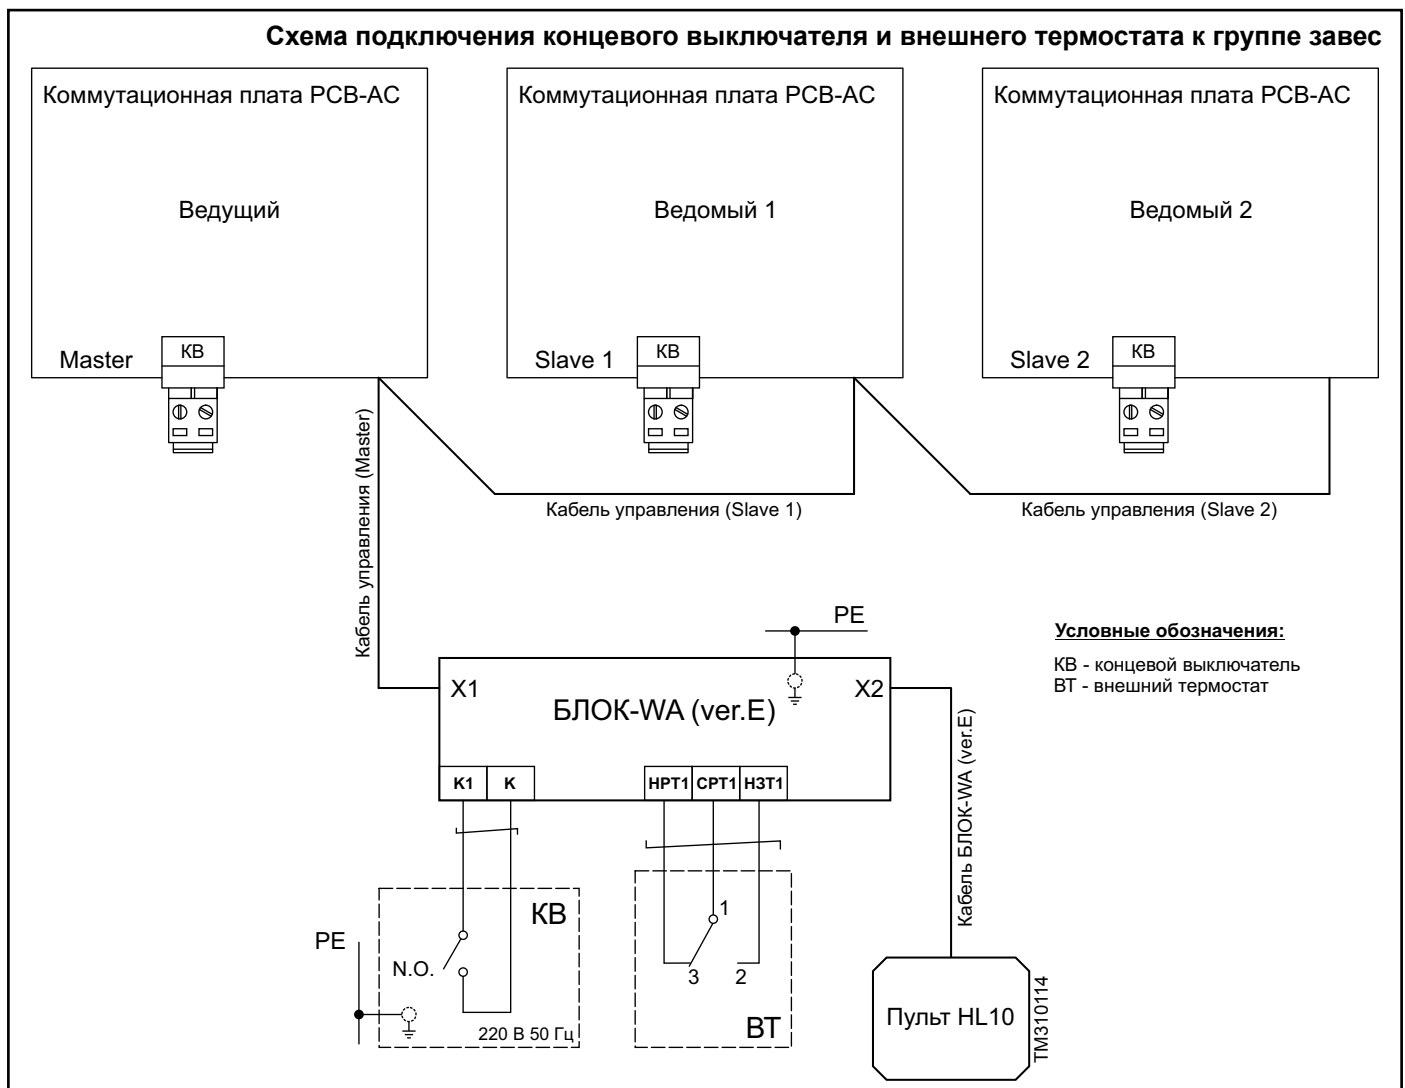 Схема подключения концевого выключателя и внешнего термостата к группе завес
Коммутационная плата PCB-AC
Ведущий
Master
КВ
Коммутационная плата PCB-AC
Ведомый 1
Slave 1
КВ
Коммутационная плата PCB-AC
Ведомый 2
Slave 2
КВ
Кабель управления (Master)
Кабель управления (Slave 1)
Кабель управления (Slave 2)
PE
Условные обозначения:
КВ - концевой выключатель
ВТ - внешний термостат
X1
БЛОК-WA (ver.E)
X2
К1
К
НРТ1
СРТ1
НЗТ1
Кабель БЛОК-WA (ver.E)
КВ
PE
N.O.
220 В 50 Гц
1
3
2
ВТ
Пульт HL10
TM310114